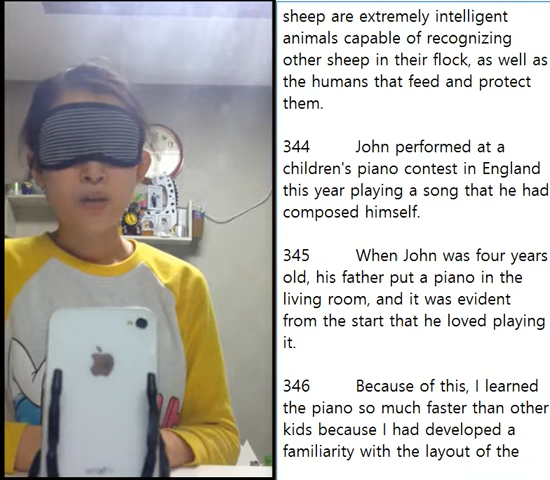 sheep are extremely intelligent
animals capable of recognizing
other sheep in their flock, as well as
the humans that feed and protect
them.
344 John performed at a
children's piano contest in England
this year playing a song that he had
composed himself.
345 When John was four years
old, his father put a piano in the
living room, and it was evident
from the start that he loved playing
it.
346 Because of this, I learned
the piano so much faster than other
kids because I had developed a
familiarity with the layout of the